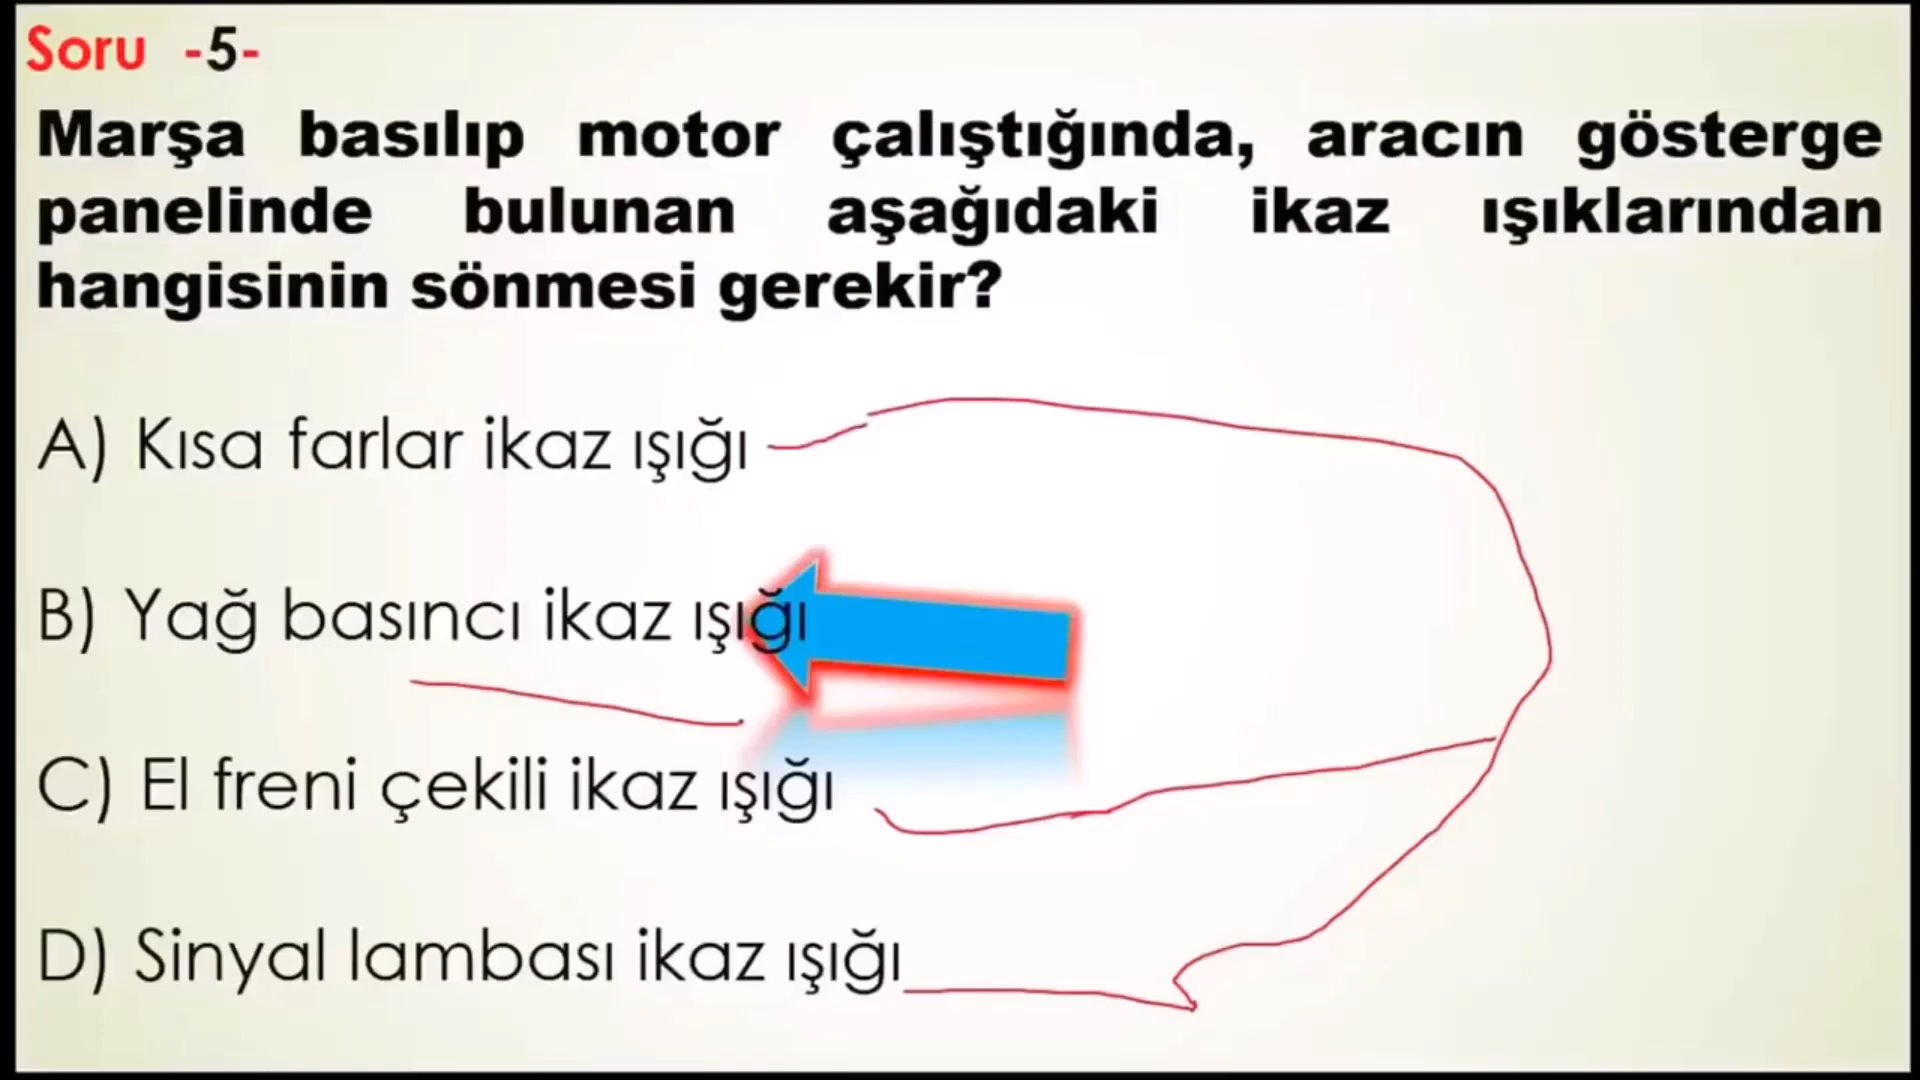 Soru -5-
Marşa basılıp motor çalıştığında, aracın gösterge
panelinde bulunan aşağıdaki ikaz ışıklarından
hangisinin sönmesi gerekir?
A) Kısa farlar ikaz ışığı
B) Yağ basıncı ikaz ışığı
C) El freni çekili ikaz ışığı
D) Sinyal lambası ikaz ışığı